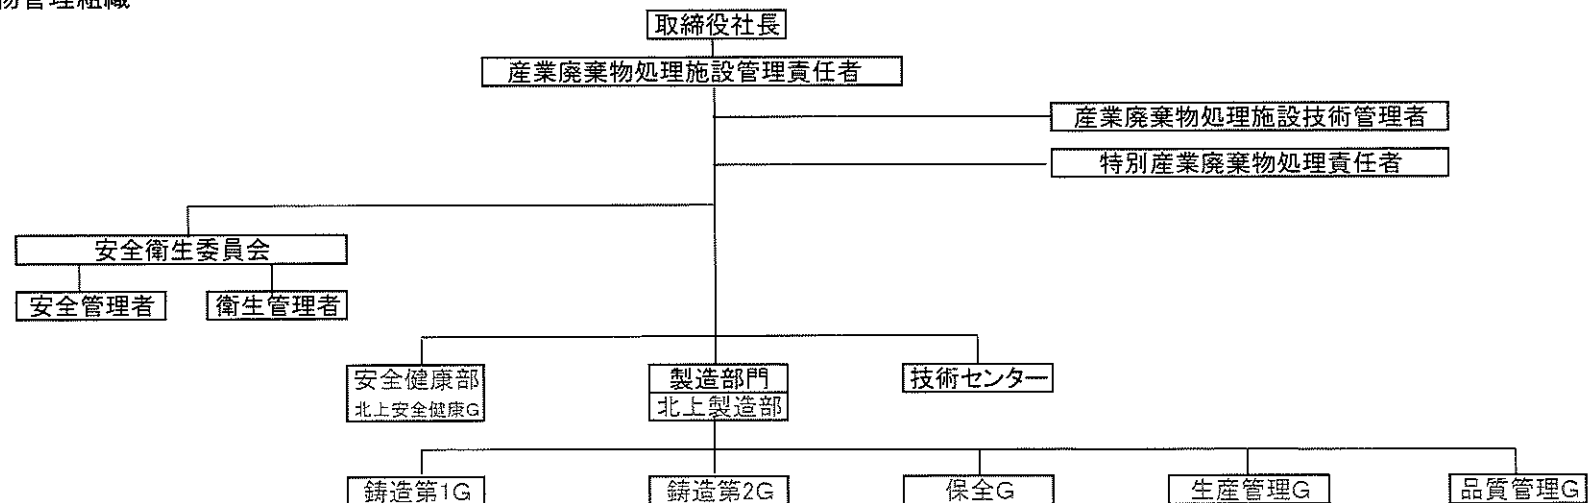 物管理組織
取締役社長
産業廃棄物処理施設管理責任者
産業廃棄物処理施設技術管理者
特別産業廃棄物処理責任者
安全衛生委員会
安全管理者
衛生管理者
安全健康部
北上安全健康G
製造部門
北上製造部
技術センター
鋳造第1G
鋳造第2G
保全G
生産管理G
品質管理G